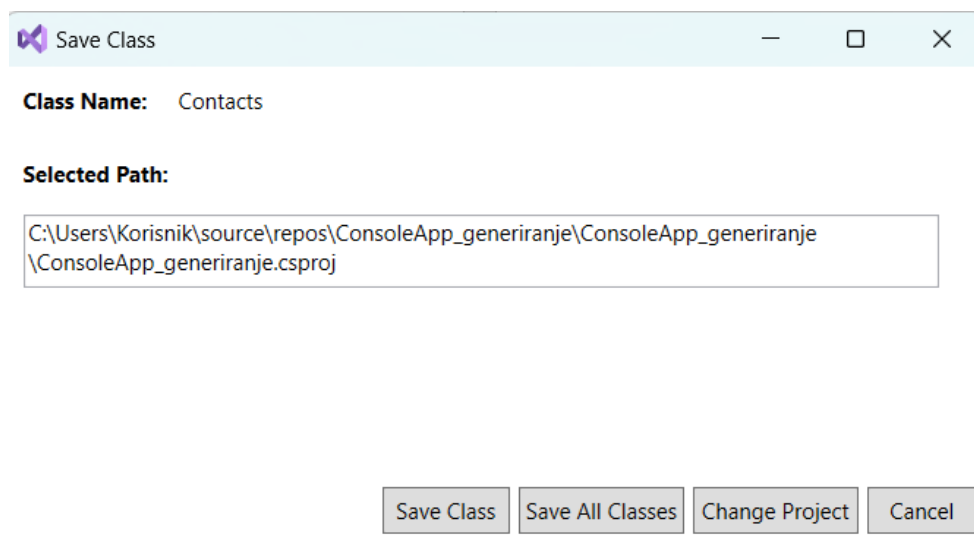 Save Class
Class Name: Contacts
Selected Path:
C:\Users\Korisnik\source\repos\ConsoleApp_generiranje\ConsoleApp_generiranje
\ConsoleApp_generiranje.csproj
Save Class Save All Classes Change Project Cancel